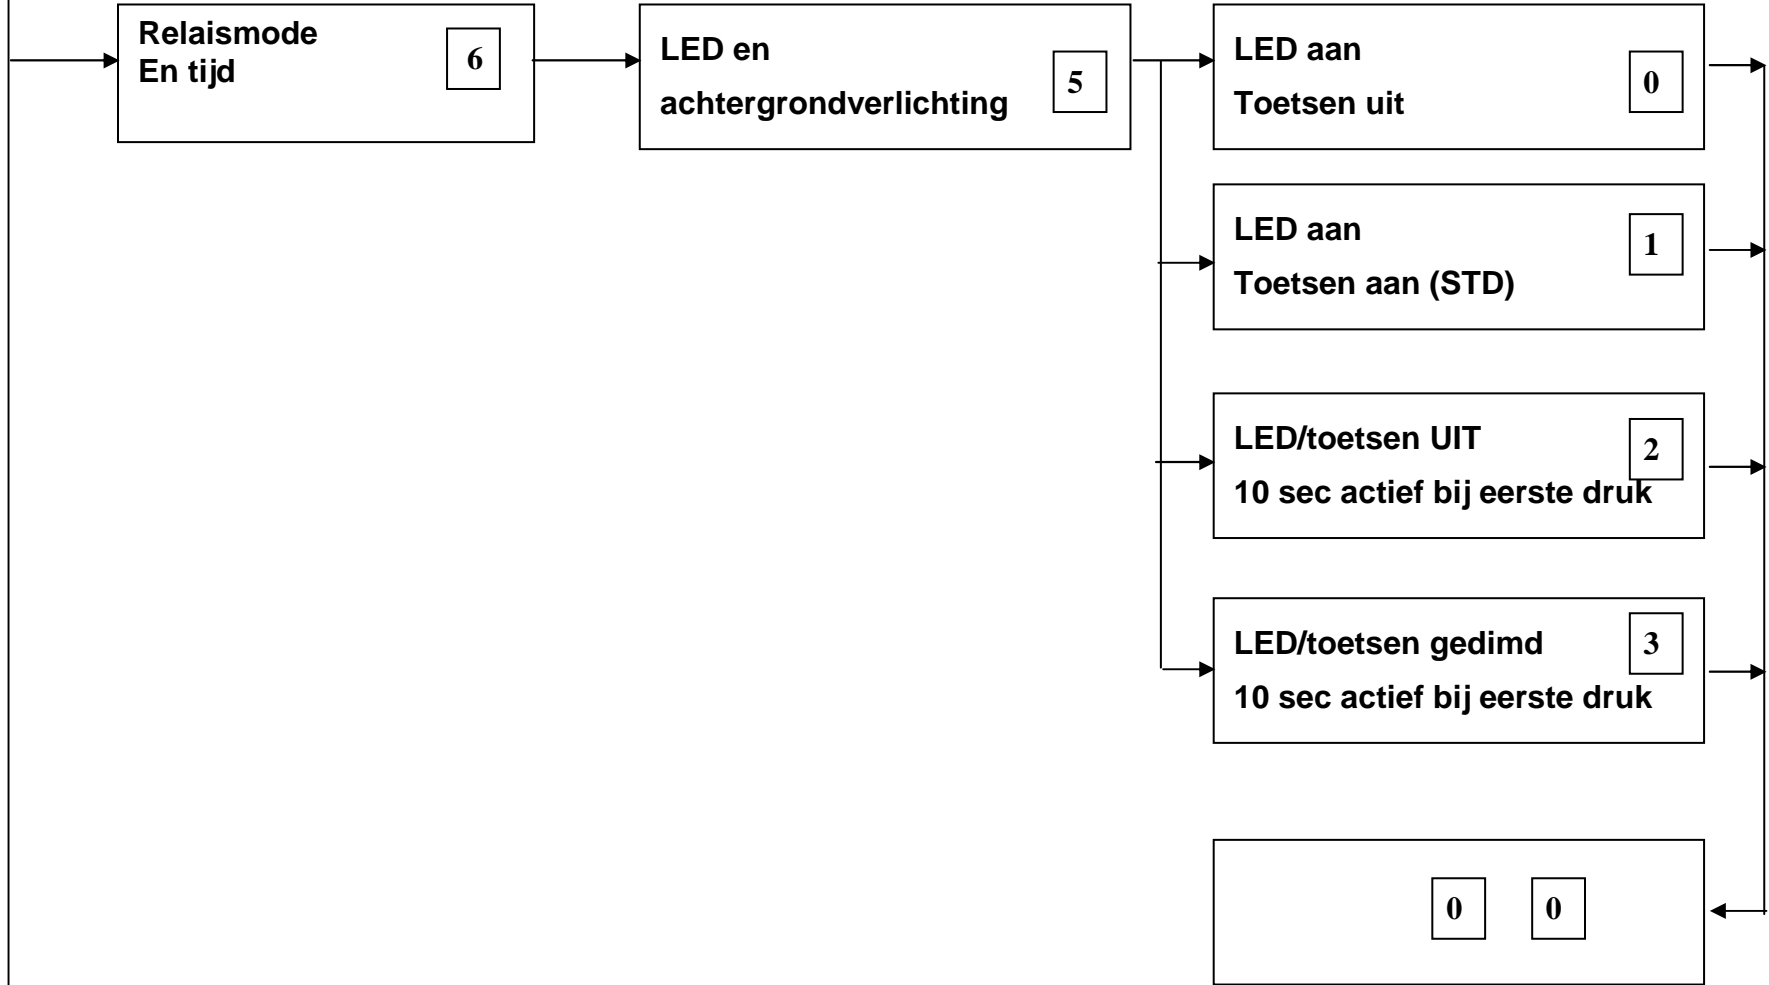 Relaismode
En tijd
6
LED en
achtergrondverlichting
5
LED aan
Toetsen uit
0
LED aan
Toetsen aan (STD)
1
LED/toetsen UIT
10 sec actief bij eerste druk
2
LED/toetsen gedimd
10 sec actief bij eerste druk
3
0 0